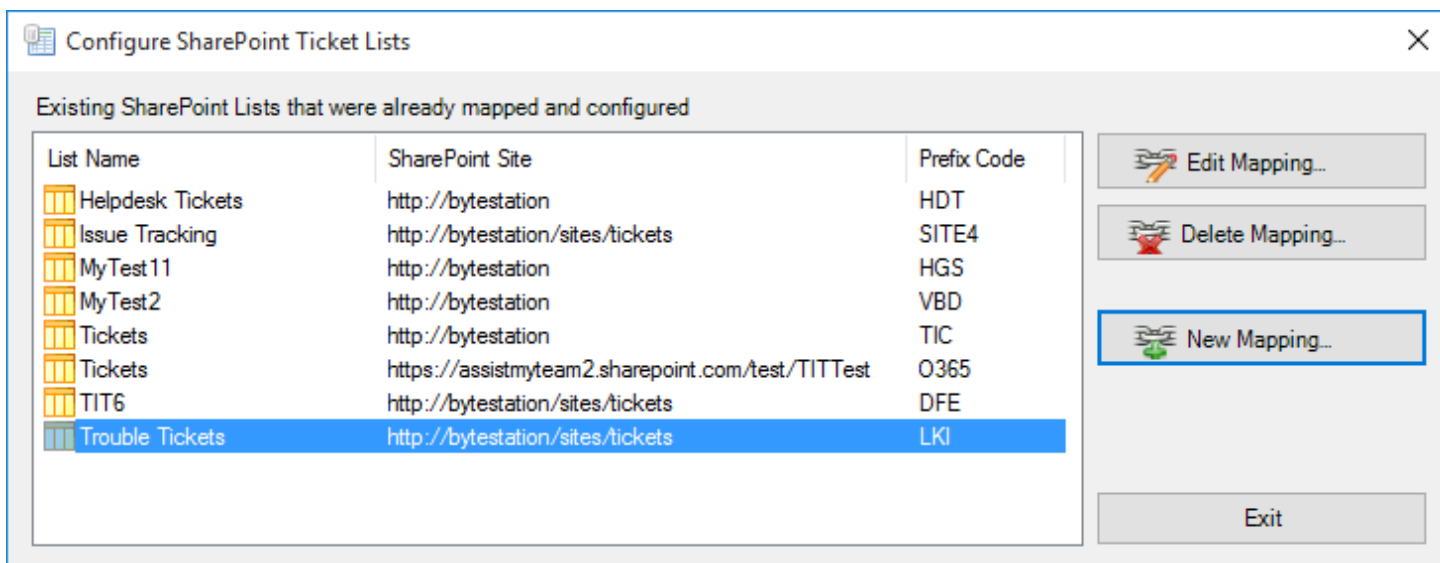 Configure SharePoint Ticket Lists
Existing SharePoint Lists that were already mapped and configured
List Name SharePoint Site Prefix Code
Helpdesk Tickets http://bytestation HDT
Issue Tracking http://bytestation/sites/tickets SITE4
MyTest11 http://bytestation HGS
MyTest2 http://bytestation VBD
Tickets http://bytestation TIC
Tickets https://assistmyteam2.sharepoint.com/test/TITTest O365
TIT6 http://bytestation/sites/tickets DFE
Trouble Tickets http://bytestation/sites/tickets LKI
Edit Mapping...
Delete Mapping...
New Mapping...
Exit